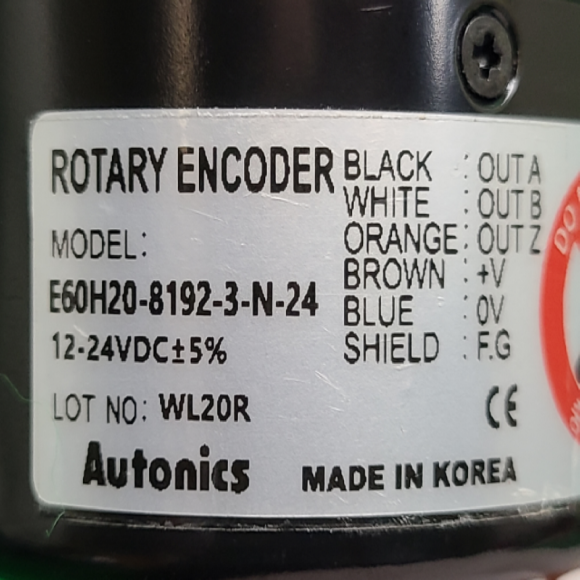 ROTARY ENCODER
MODEL:
E60H20-8192-3-N-24
12-24VDC±5%
LOT NO: WL20R
BLACK : OUT A
WHITE : OUT B
ORANGE: OUT Z
BROWN : +V
BLUE : 0V
SHIELD : F.G
CE
Autonics
MADE IN KOREA
DO